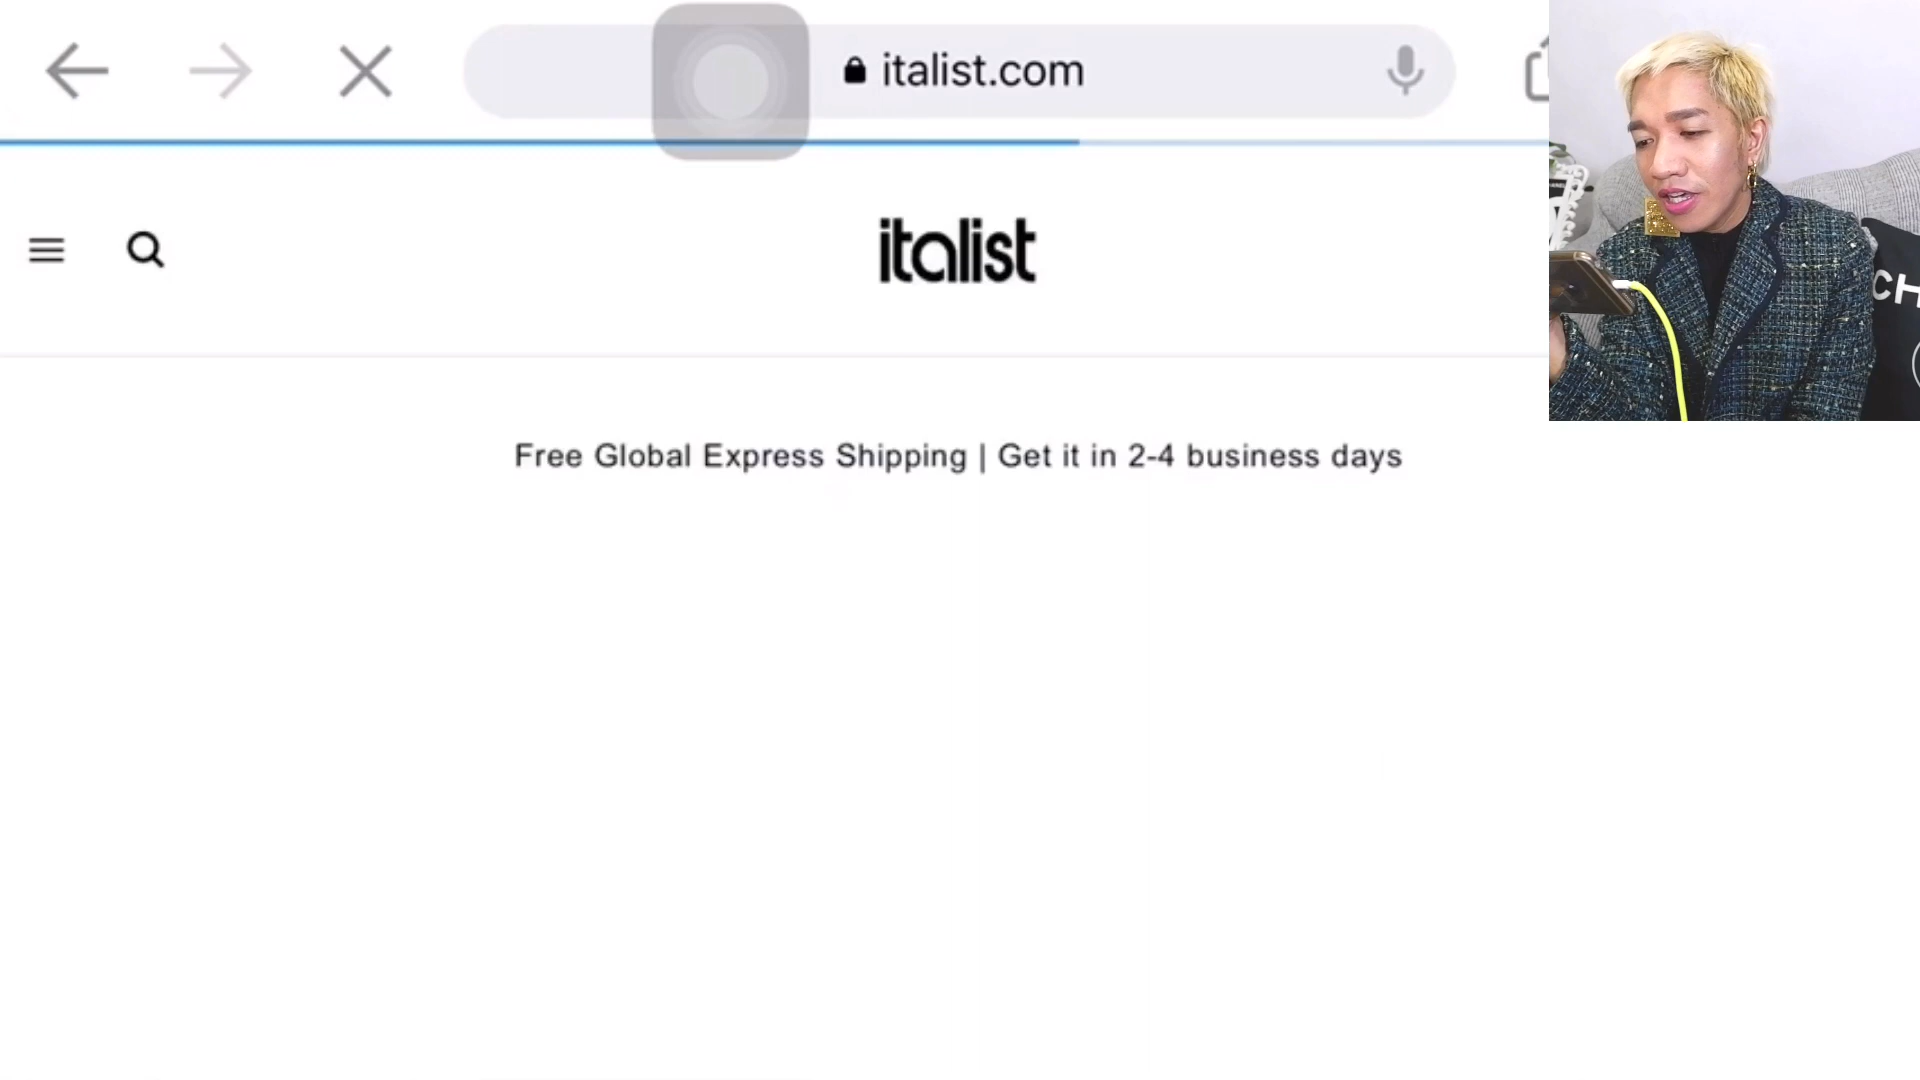 italist.com
italist
Free Global Express Shipping | Get it in 2-4 business days
CH